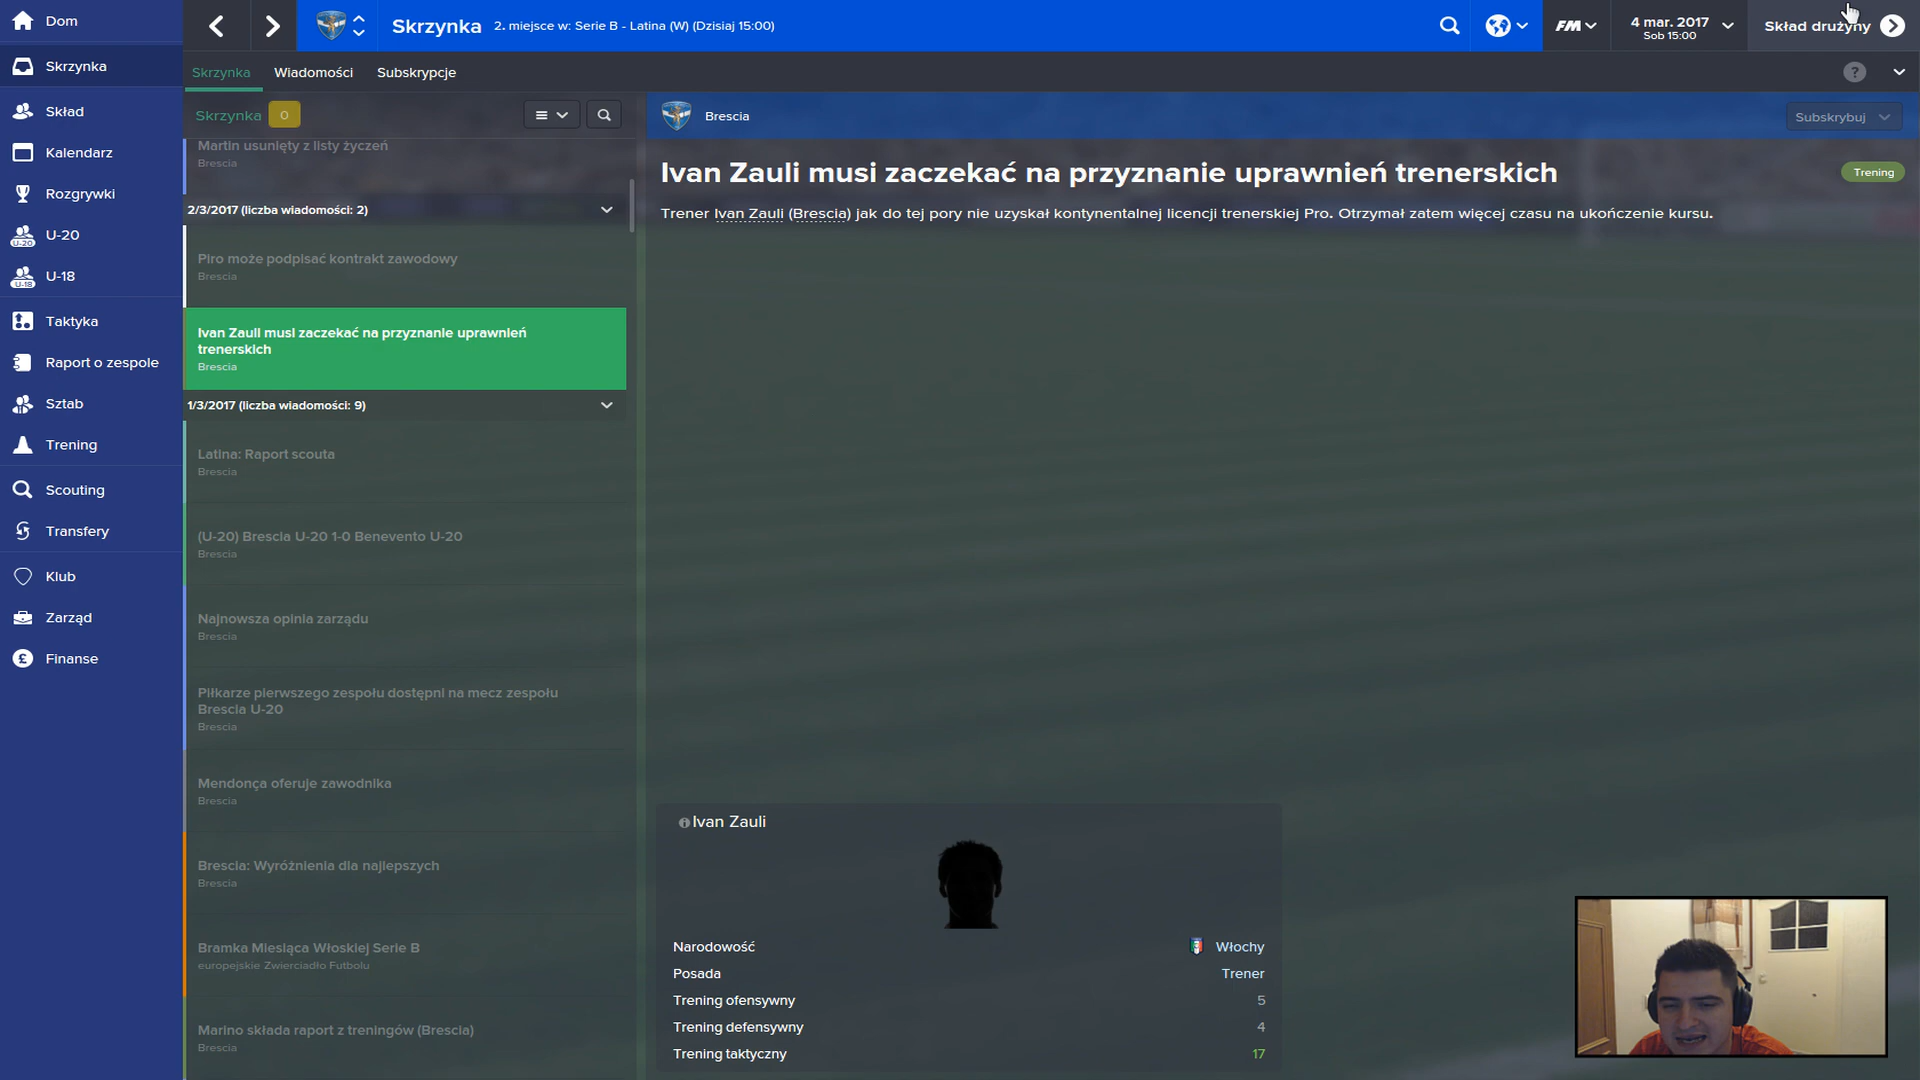 Dom
Skrzynka
2. miejsce w: Serie B - Latina (W) (Dzisiaj 15:00)
FM
4 mar. 2017
Sob 15:00
Skład drużyny
Skrzynka
Skrzynka
Wiadomości
Subskrypcje
?
Skład
Kalendarz
Rozgrywki
U-20
U-20
U-18
U-18
Taktyka
Raport o zespole
Sztab
Trening
Scouting
Transfery
Klub
Zarząd
£
Finanse
Skrzynka
0
Martin usunięty z listy życzeń
Brescia
2/3/2017 (liczba wiadomości: 2)
Piro może podpisać kontrakt zawodowy
Brescia
Ivan Zauli musi zaczekać na przyznanie uprawnień
trenerskich
Brescia
1/3/2017 (liczba wiadomości: 9)
Latina: Raport scouta
Brescia
(U-20) Brescia U-20 1-0 Benevento U-20
Brescia
Najnowsza opinia zarządu
Brescia
Piłkarze pierwszego zespołu dostępni na mecz zespołu
Brescia U-20
Brescia
Mendonça oferuje zawodnika
Brescia
Brescia: Wyróżnienia dla najlepszych
Brescia
Bramka Miesiąca Włoskiej Serie B
europejskie Zwierciadło Futbolu
Marino składa raport z treningów (Brescia)
Brescia
Brescia
Subskrybuj
Ivan Zauli musi zaczekać na przyznanie uprawnień trenerskich
Trening
Trener Ivan Zauli (Brescia) jak do tej pory nie uzyskał kontynentalnej licencji trenerskiej Pro. Otrzymał zatem więcej czasu na ukończenie kursu.
Ivan Zauli
Narodowość
Włochy
Posada
Trener
Trening ofensywny
5
Trening defensywny
4
Trening taktyczny
17